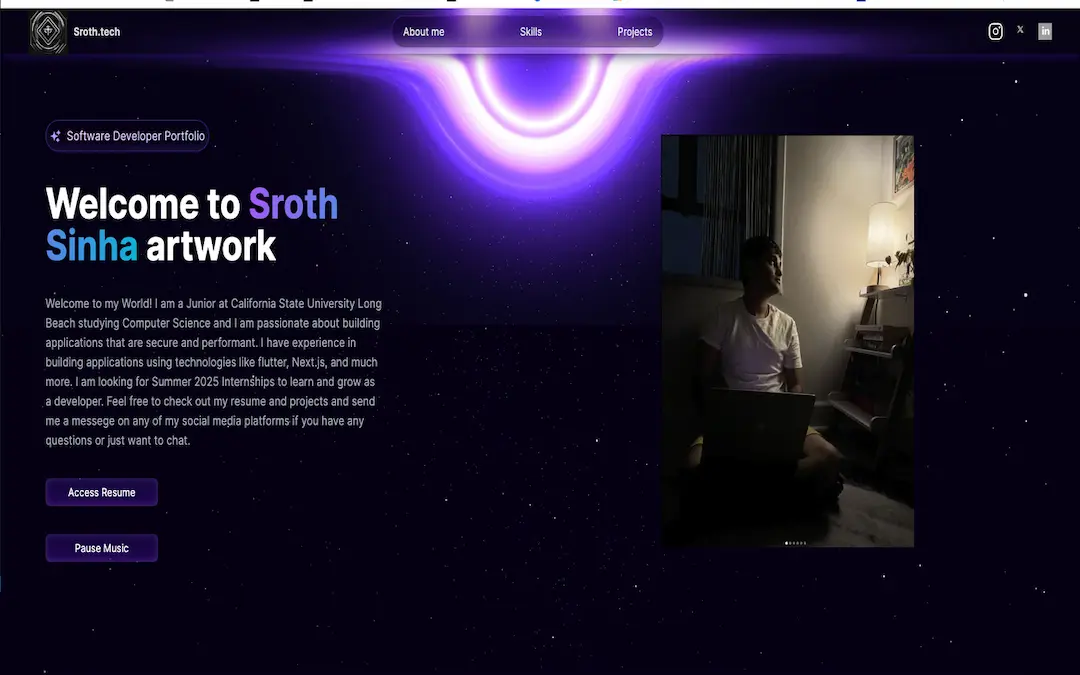 Sroth.tech
About me
Skills
Projects
Software Developer Portfolio
Welcome to Sroth
Sinha artwork
Welcome to my World! I am a Junior at California State University Long
Beach studying Computer Science and I am passionate about building
applications that are secure and performant. I have experience in
building applications using technologies like flutter, Next.js, and much
more. I am looking for Summer 2025 Internships to learn and grow as
a developer. Feel free to check out my resume and projects and send
me a messege on any of my social media platforms if you have any
questions or just want to chat.
Access Resume
Pause Music
in